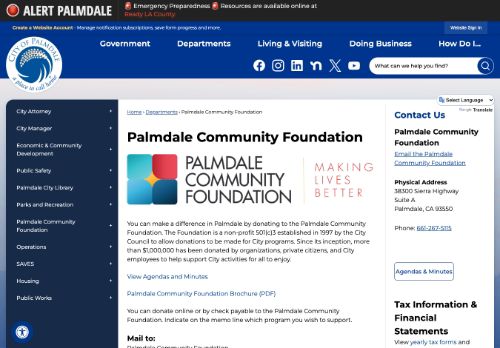 ALERT PALMDALE
Emergency Preparedness Resources are available online at
Ready LA County.
Create a Website Account - Manage notification subscriptions, save form progress and more.
Website Sign In
CITY OF PALMDALE
a place to call home
Government
Departments
Living & Visiting
Doing Business
How Do I...
What can we help you find?
Select Language
Google Translate
City Attorney
City Manager
Economic & Community
Development
Public Safety
Palmdale City Library
Parks and Recreation
Palmdale Community
Foundation
Operations
SAVES
Housing
Public Works
Home › Departments › Palmdale Community Foundation
Palmdale Community Foundation
PALMDALE
COMMUNITY
FOUNDATION
MAKING
LIVES
BETTER
You can make a difference in Palmdale by donating to the Palmdale Community
Foundation. The Foundation is a non-profit 501(c)3 established in 1997 by the City
Council to allow donations to be made for City programs. Since its inception, more
than $1,000,000 has been donated by organizations, private citizens, and City
employees to help support City activities for all to enjoy.
View Agendas and Minutes
Palmdale Community Foundation Brochure (PDF)
You can donate online or by check payable to the Palmdale Community
Foundation. Indicate on the memo line which program you wish to support.
Mail to:
Palmdale Community Foundation
Contact Us
Palmdale Community
Foundation
Email the Palmdale
Community Foundation
Physical Address
38300 Sierra Highway
Suite A
Palmdale, CA 93550
Phone: 661-267-5115
Agendas & Minutes
Tax Information &
Financial
Statements
View yearly tax forms and